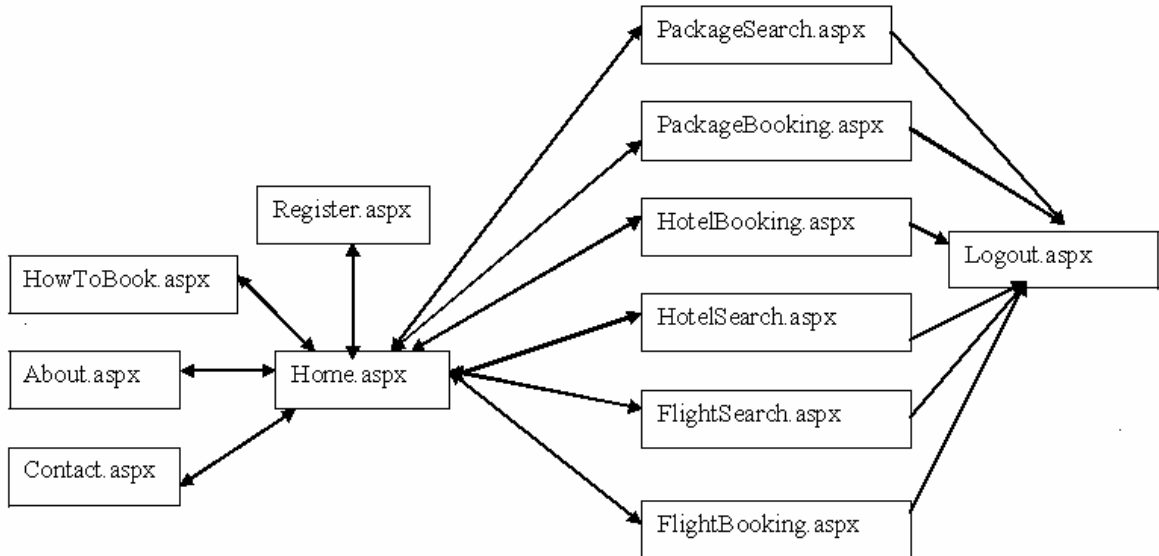 PackageSearch.aspx
PackageBooking.aspx
Register.aspx
HotelBooking.aspx
Logout.aspx
HowToBook.aspx
HotelSearch.aspx
About.aspx
Home.aspx
FlightSearch.aspx
Contact.aspx
FlightBooking.aspx